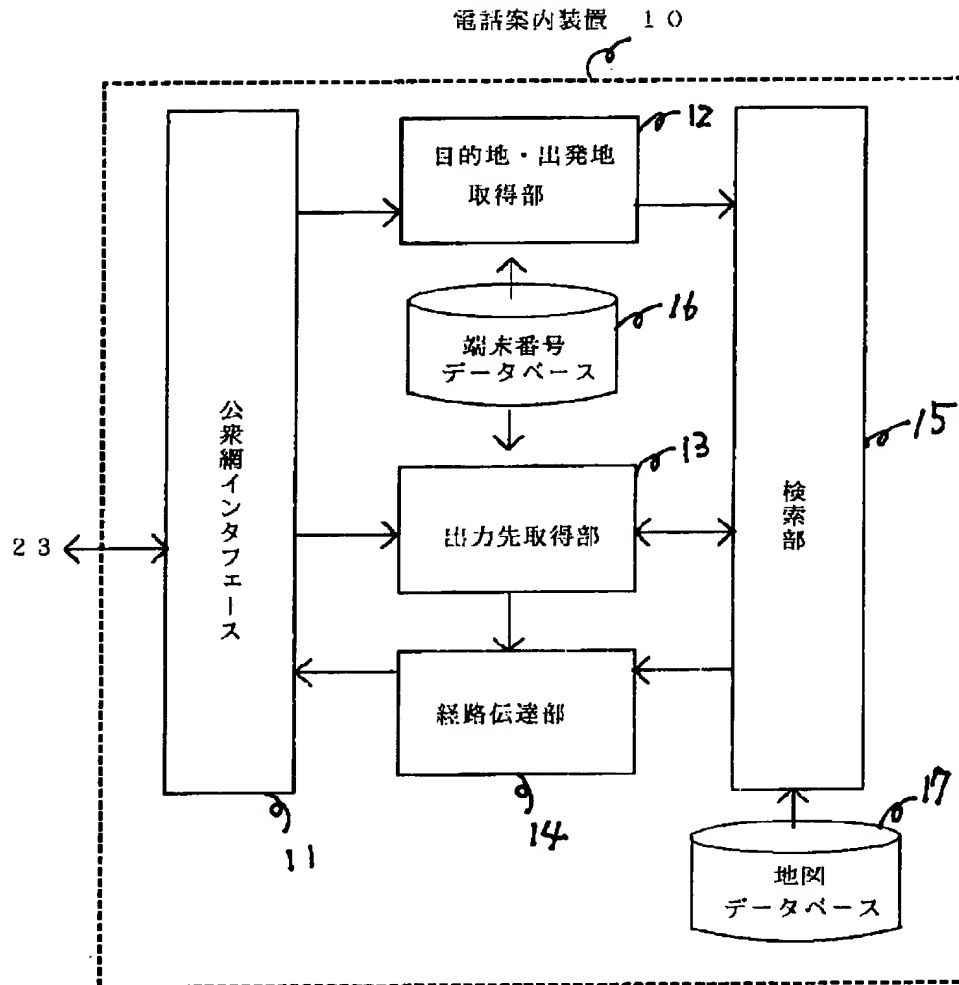 電話案内装置 10
12
目的地・出発地
取得部
16
端末番号
データベース
公衆網インタフェース
15
13
検索部
23
出力先取得部
経路伝達部
17
14
11
地図
データベース